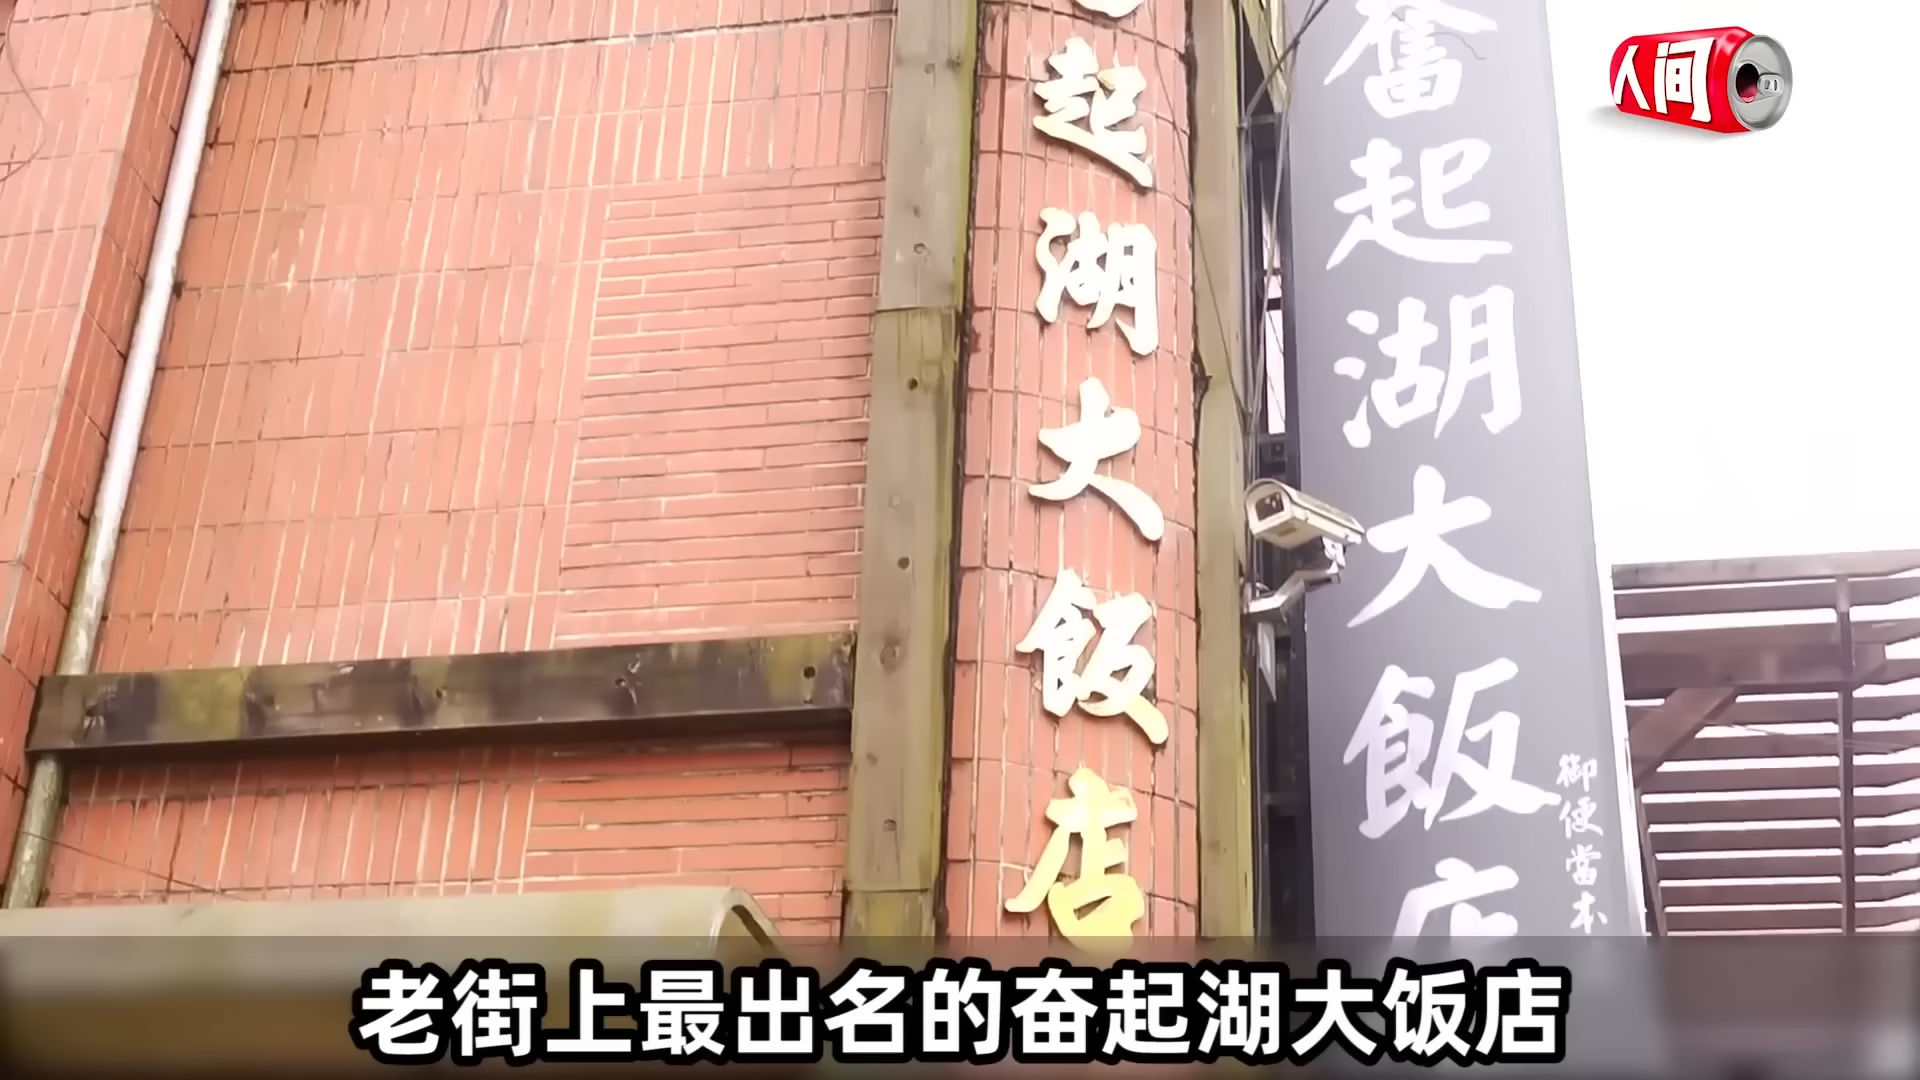 人间
奮起湖大飯店
御便當本
起湖大飯店
老街上最出名的奋起湖大饭店